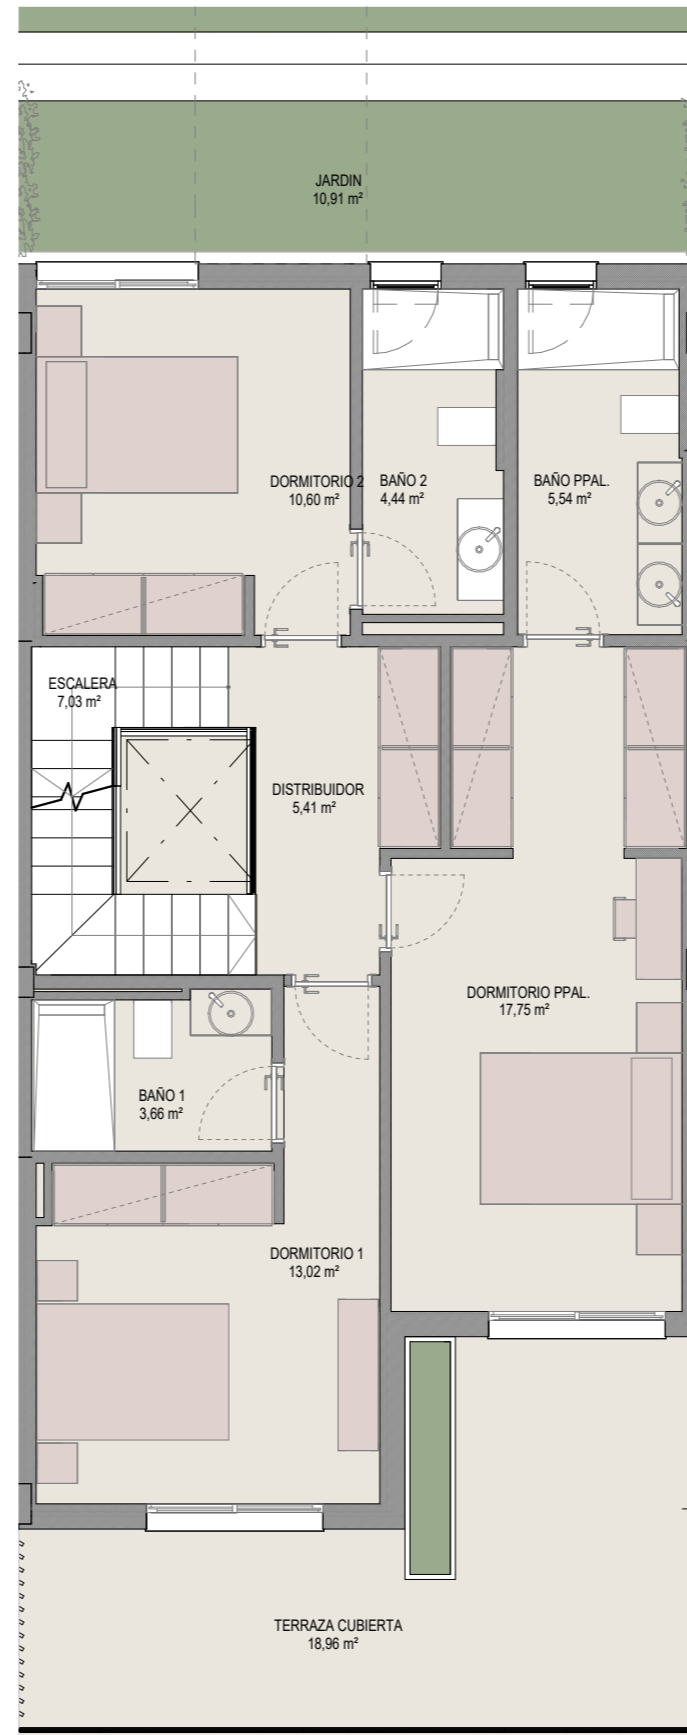 JARDIN
10,91 m²
DORMITORIO 2
10,60 m²
BAÑO 2
4,44 m²
BAÑO PPAL.
5,54 m²
ESCALERA
7,03 m²
DISTRIBUIDOR
5,41 m²
DORMITORIO PPAL.
17,75 m²
BAÑO 1
3,66 m²
DORMITORIO 1
13,02 m²
TERRAZA CUBIERTA
18,96 m²